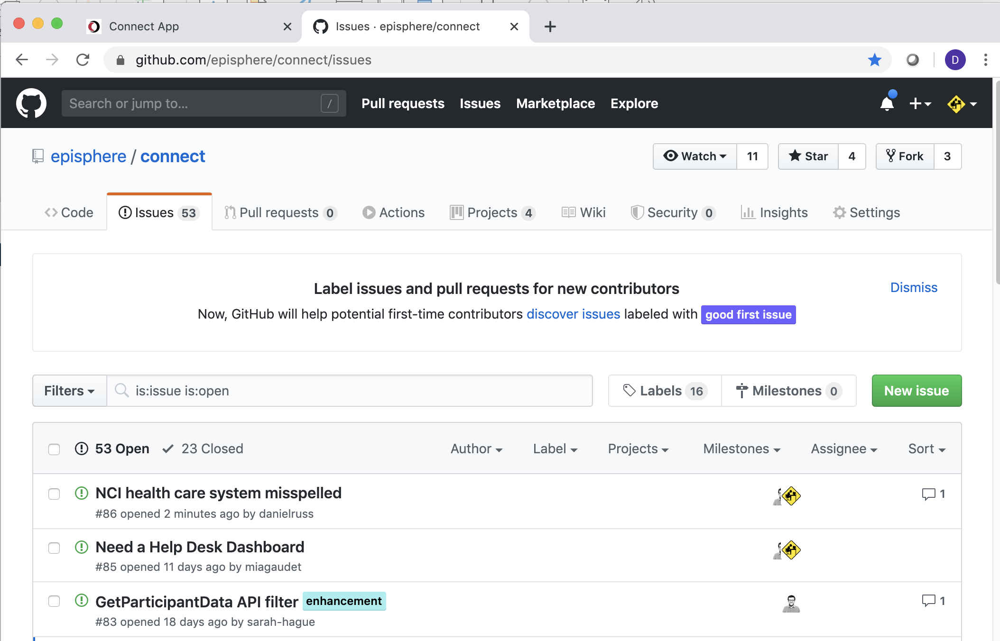 Connect App
Issues · episphere/connect
github.com/episphere/connect/issues
D
Search or jump to...
/
Pull requests Issues Marketplace Explore
episphere / connect
Watch 11
Star 4
Fork 3
Code
Issues 53
Pull requests 0
Actions
Projects 4
Wiki
Security 0
Insights
Settings
Label issues and pull requests for new contributors
Dismiss
Now, GitHub will help potential first-time contributors discover issues labeled with good first issue
Filters
is:issue is:open
Labels 16
Milestones 0
New issue
53 Open 23 Closed
Author Label Projects Milestones Assignee Sort
NCI health care system misspelled
1
#86 opened 2 minutes ago by danielruss
Need a Help Desk Dashboard
#85 opened 11 days ago by miagaudet
GetParticipantData API filter enhancement
1
#83 opened 18 days ago by sarah-hague